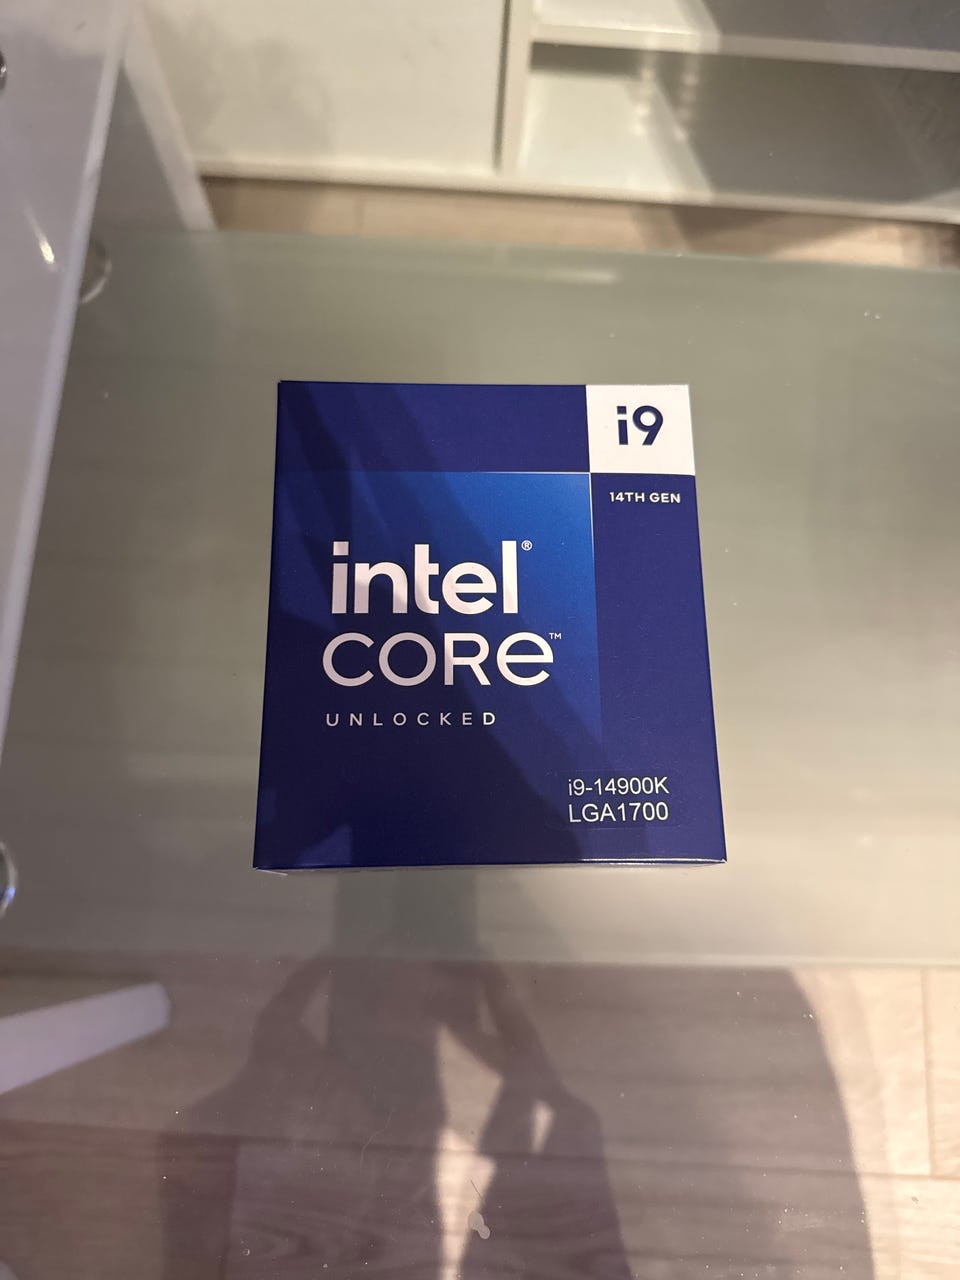 i9
14TH GEN
intel®
CORe™
UNLOCKED
i9-14900K
LGA1700